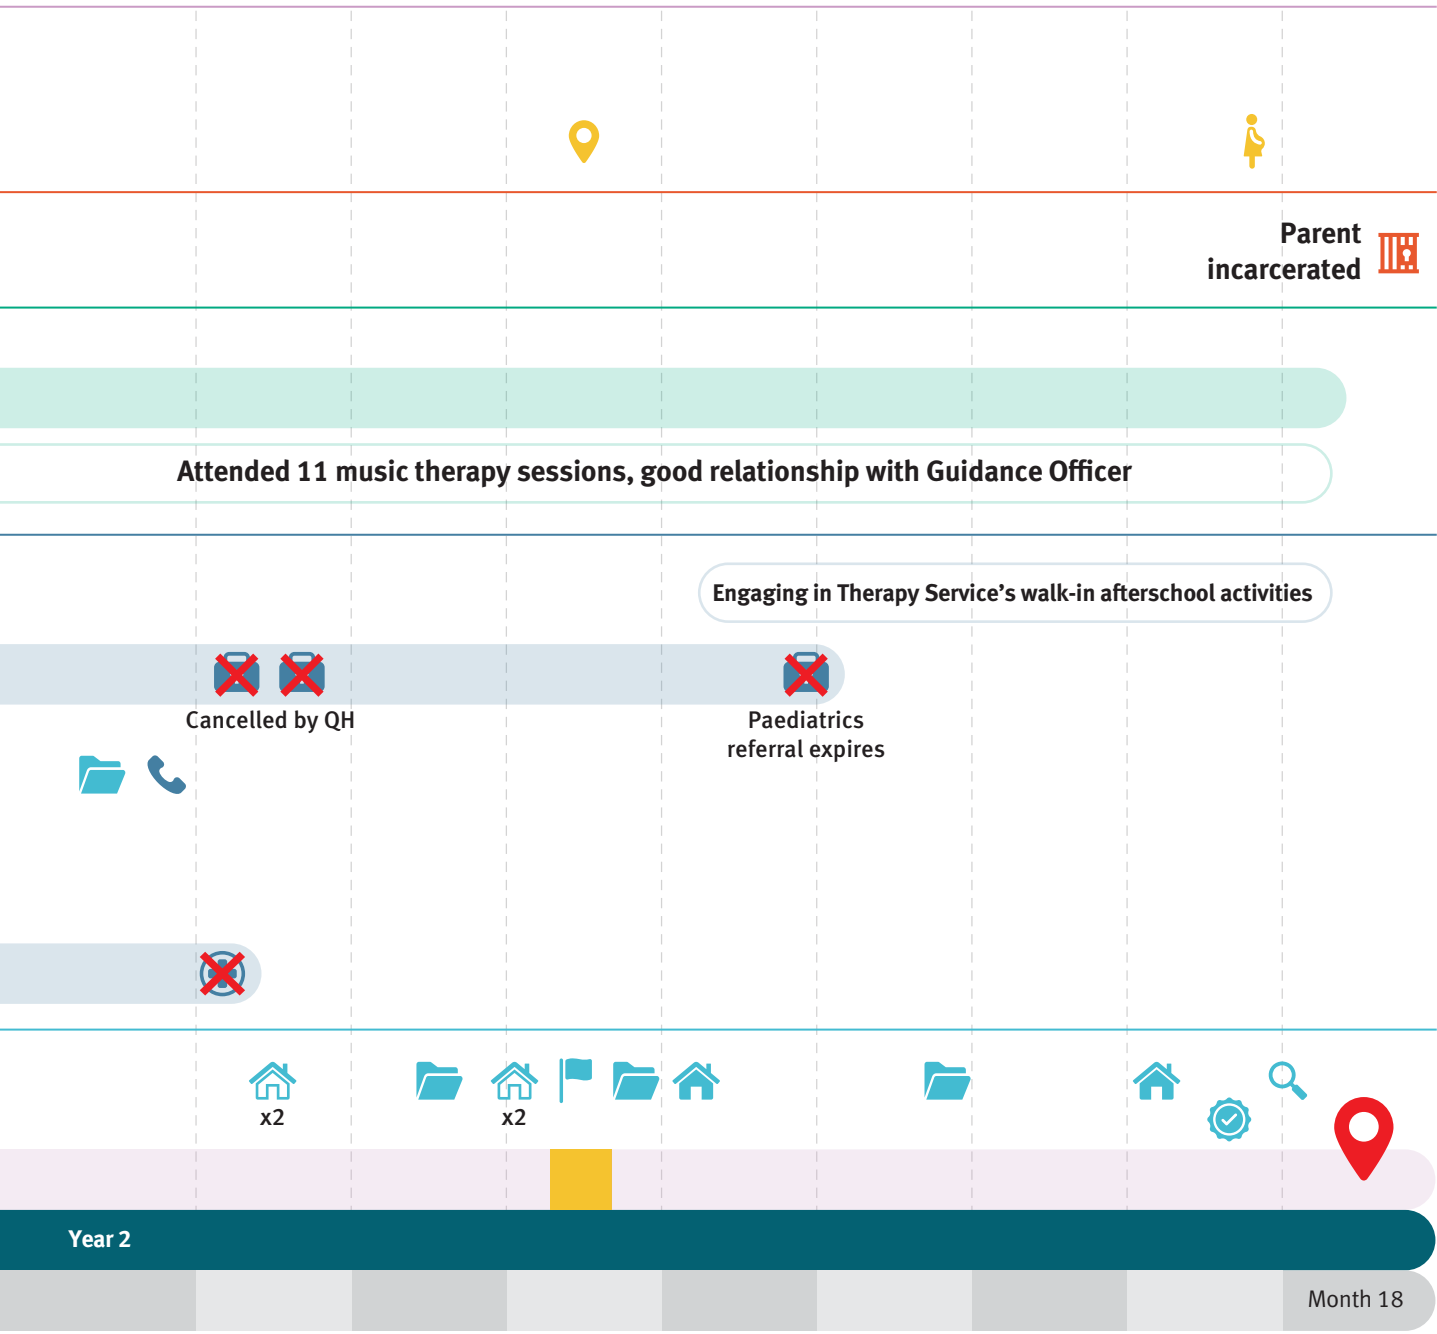 Parent
incarcerated
Attended 11 music therapy sessions, good relationship with Guidance Officer
Engaging in Therapy Service’s walk-in afterschool activities
Cancelled by QH
Paediatrics
referral expires
x2
x2
Year 2
Month 18